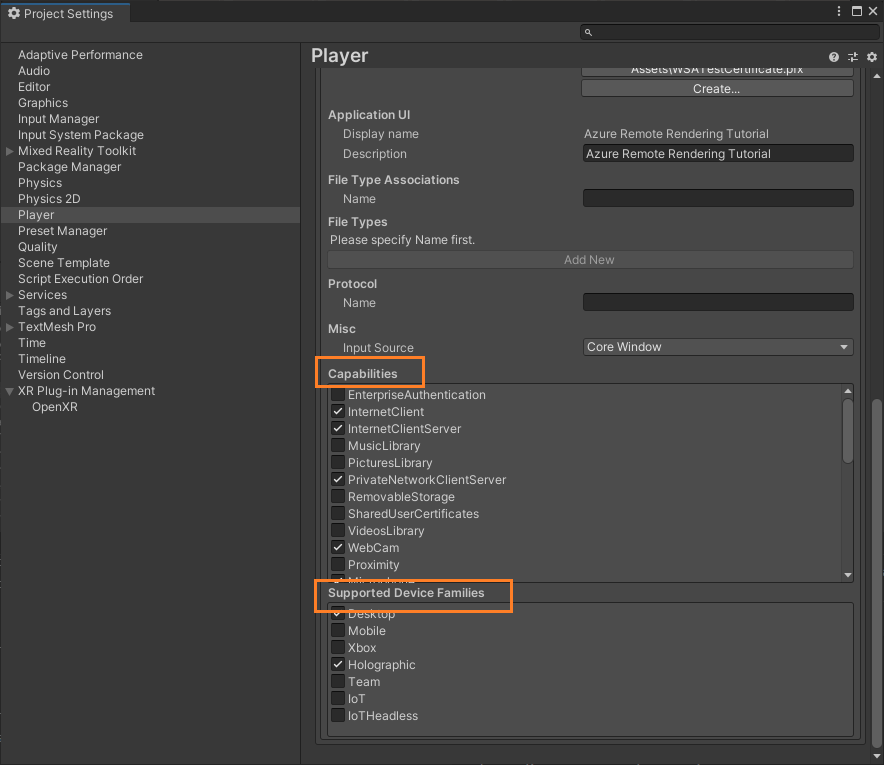 Project Settings
Adaptive Performance
Audio
Editor
Graphics
Input Manager
Input System Package
Mixed Reality Toolkit
Package Manager
Physics
Physics 2D
Player
Preset Manager
Quality
Scene Template
Script Execution Order
Services
Tags and Layers
TextMesh Pro
Time
Timeline
Version Control
XR Plug-in Management
OpenXR
Player
Assets\WSATestCertificate.pfx
Create...
Application UI
Display name Azure Remote Rendering Tutorial
Description Azure Remote Rendering Tutorial
File Type Associations
Name
File Types
Please specify Name first.
Add New
Protocol
Name
Misc
Input Source Core Window
Capabilities
EnterpriseAuthentication
InternetClient
InternetClientServer
MusicLibrary
PicturesLibrary
PrivateNetworkClientServer
RemovableStorage
SharedUserCertificates
VideosLibrary
WebCam
Proximity
Microphone
Supported Device Families
Desktop
Mobile
Xbox
Holographic
Team
IoT
IoTHeadless